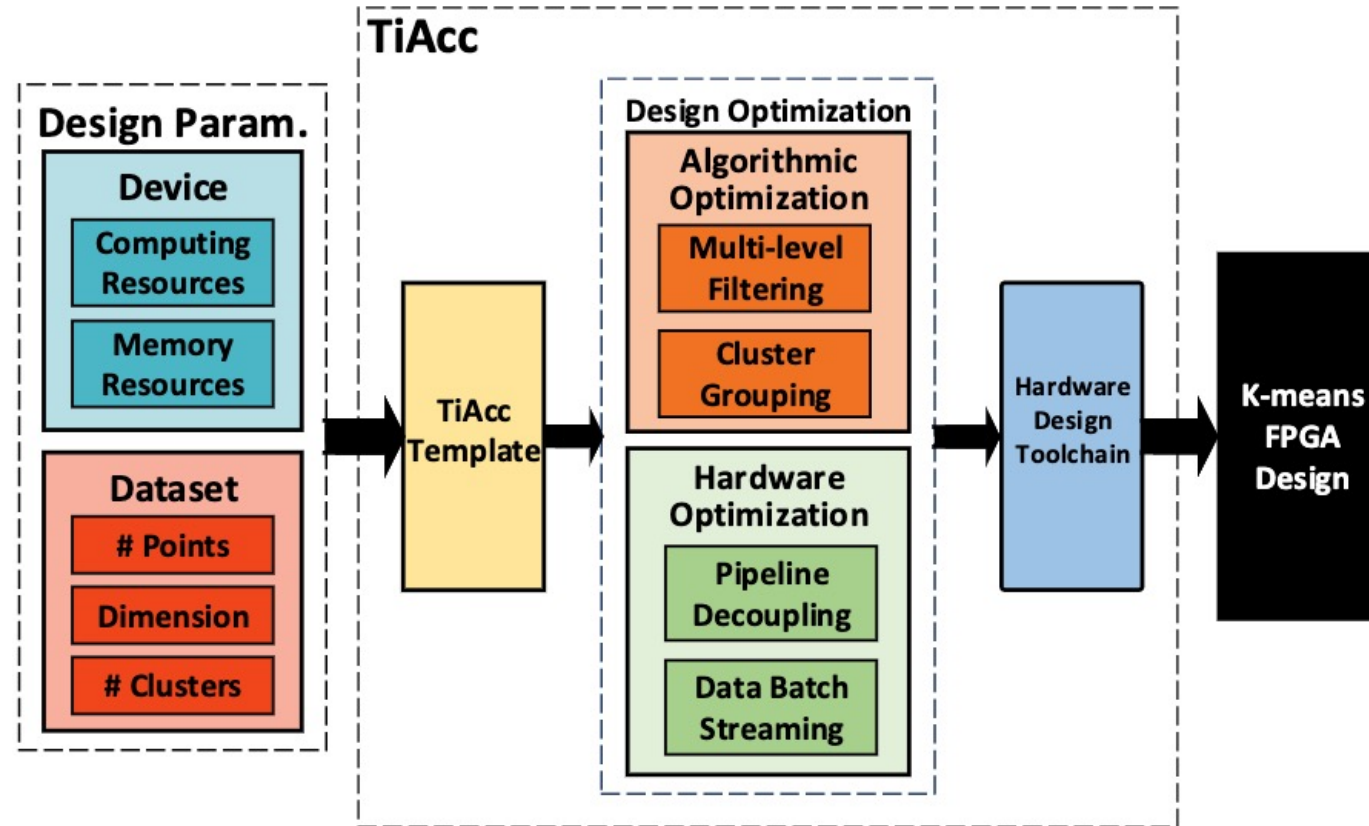 TiAcc
Design Param.
Device
Computing
Resources
Memory
Resources
Dataset
# Points
Dimension
# Clusters
TiAcc
Template
Design Optimization
Algorithmic
Optimization
Multi-level
Filtering
Cluster
Grouping
Hardware
Optimization
Pipeline
Decoupling
Data Batch
Streaming
Hardware
Design
Toolchain
K-means
FPGA
Design